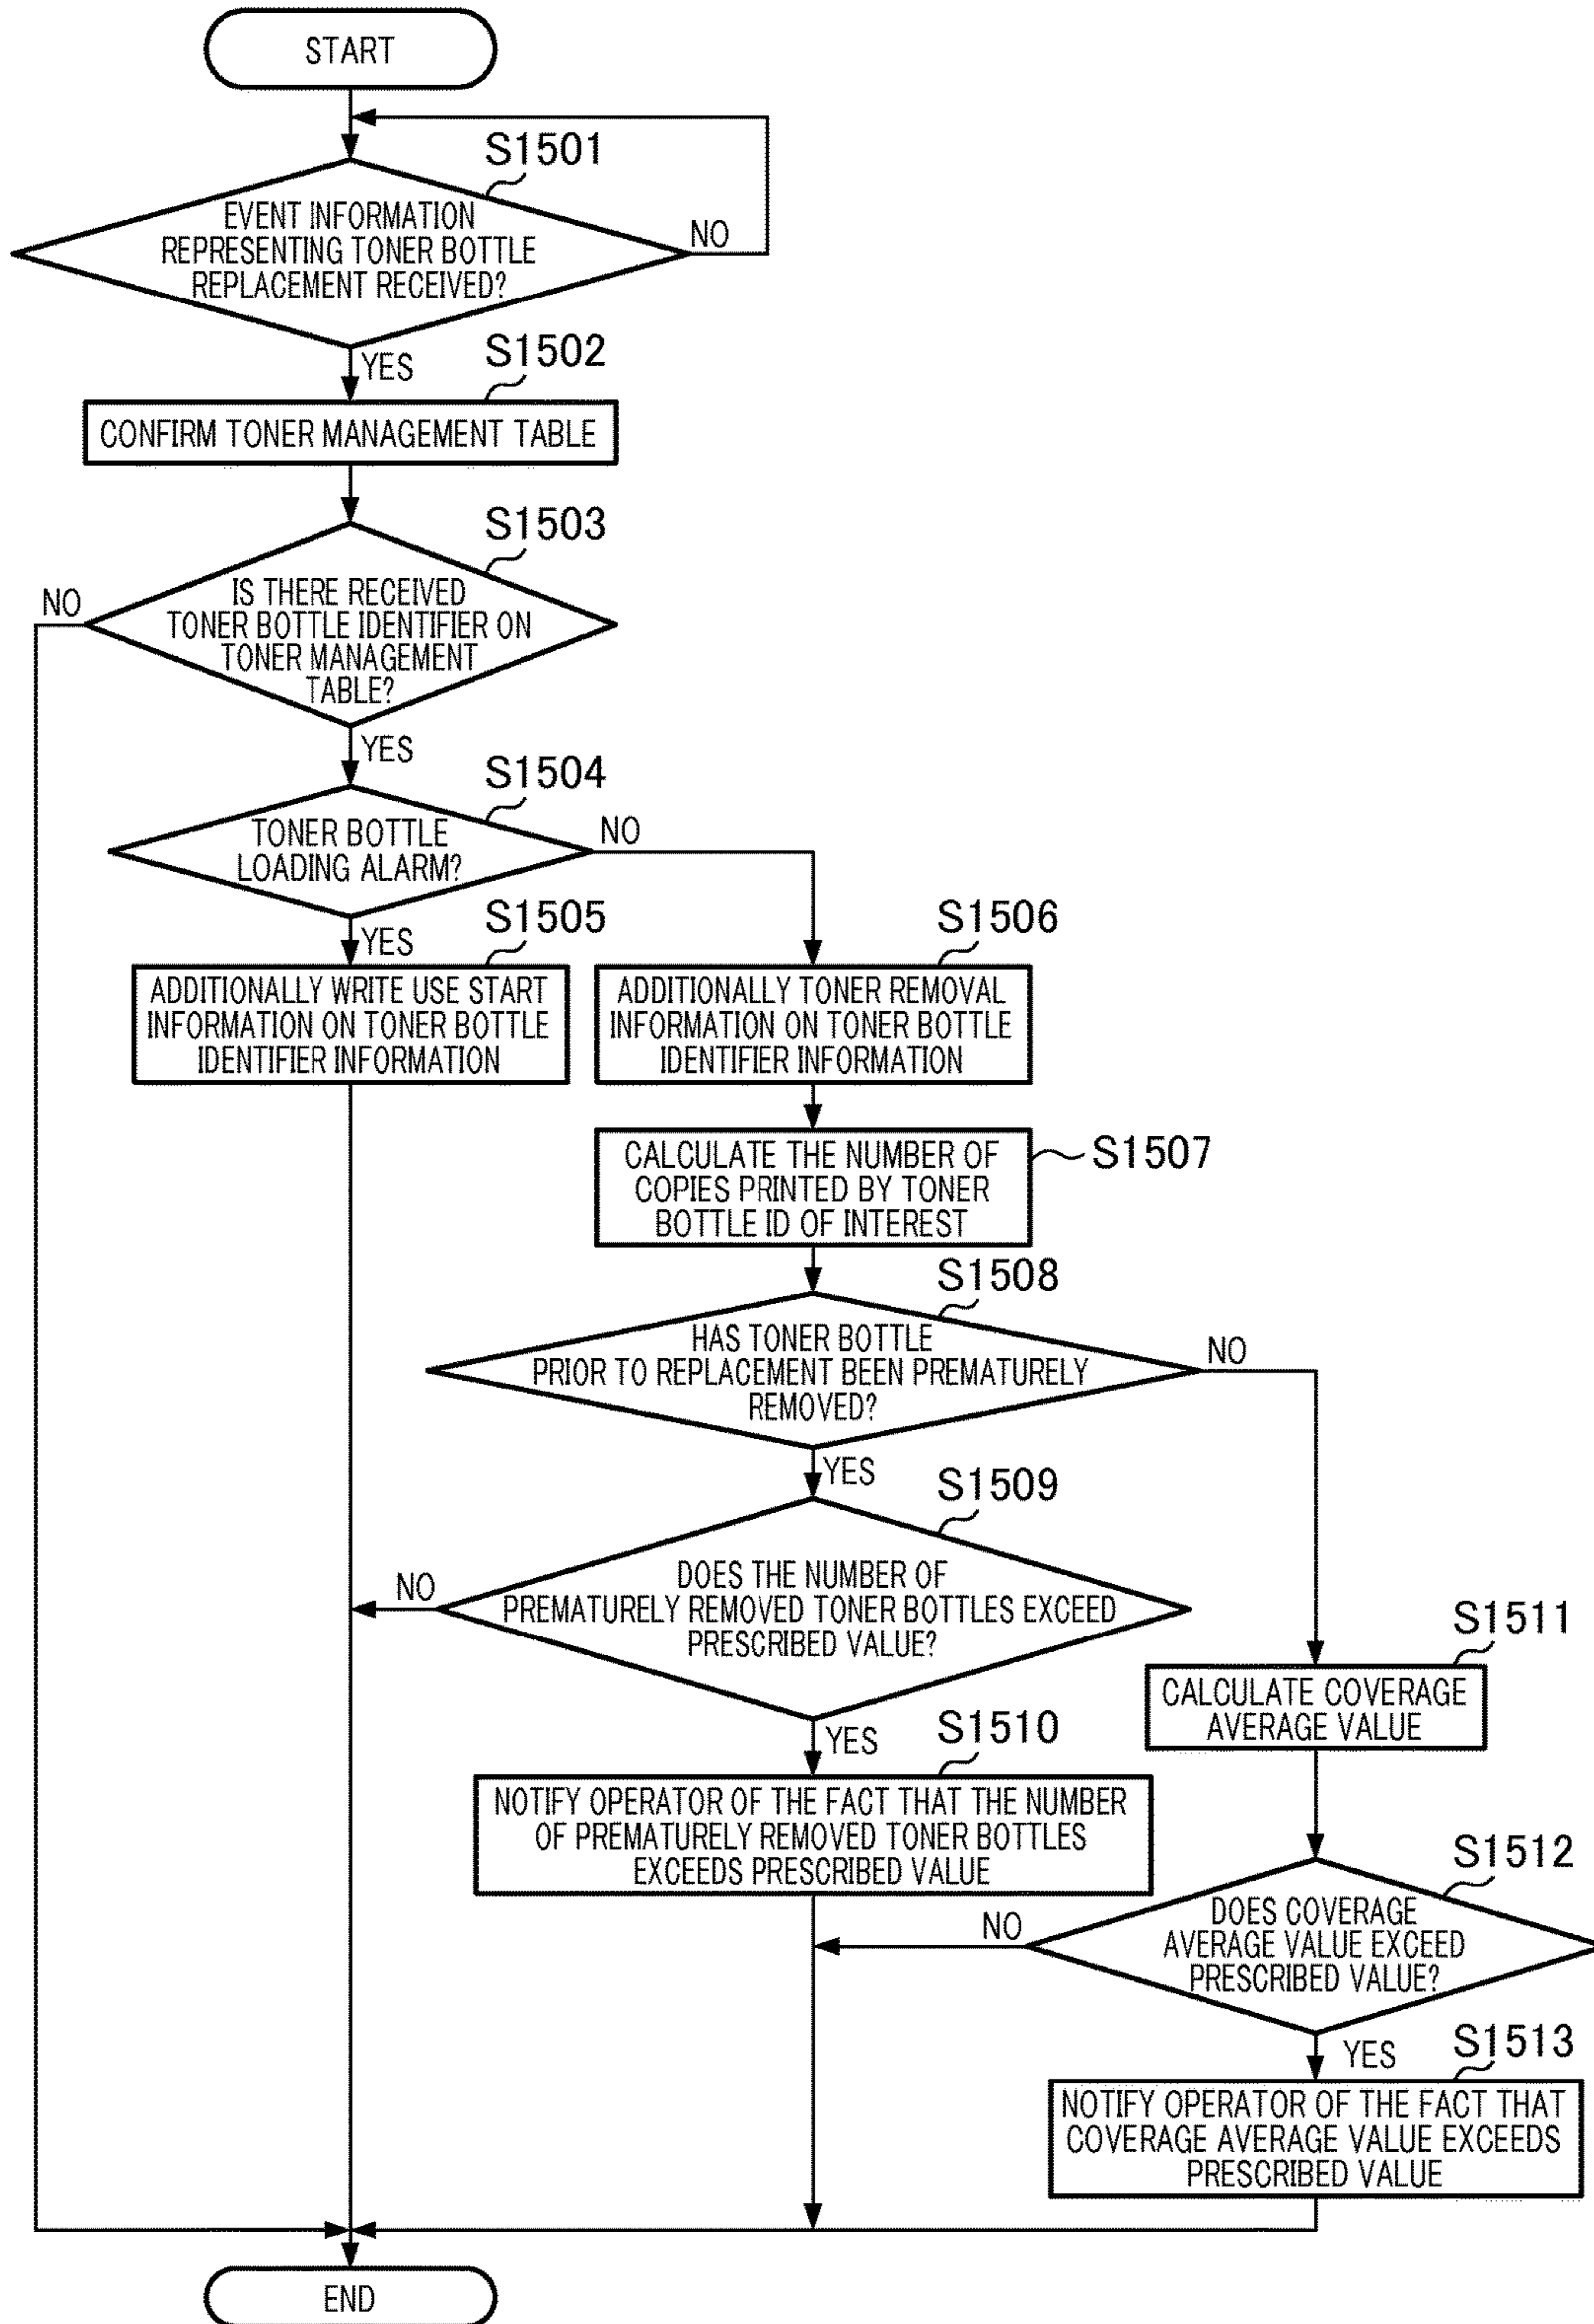 START
S1501
EVENT INFORMATION
REPRESENTING TONER BOTTLE
REPLACEMENT RECEIVED?
NO
YES
S1502
CONFIRM TONER MANAGEMENT TABLE
S1503
NO
IS THERE RECEIVED
TONER BOTTLE IDENTIFIER ON
TONER MANAGEMENT
TABLE?
YES
S1504
TONER BOTTLE
LOADING ALARM?
NO
YES
S1505
ADDITIONALLY WRITE USE START
INFORMATION ON TONER BOTTLE
IDENTIFIER INFORMATION
S1506
ADDITIONALLY TONER REMOVAL
INFORMATION ON TONER BOTTLE
IDENTIFIER INFORMATION
CALCULATE THE NUMBER OF
COPIES PRINTED BY TONER
BOTTLE ID OF INTEREST
S1507
S1508
HAS TONER BOTTLE
PRIOR TO REPLACEMENT BEEN PREMATURELY
REMOVED?
NO
YES
S1509
DOES THE NUMBER OF
PREMATURELY REMOVED TONER BOTTLES EXCEED
PRESCRIBED VALUE?
NO
YES
S1510
NOTIFY OPERATOR OF THE FACT THAT THE NUMBER
OF PREMATURELY REMOVED TONER BOTTLES
EXCEEDS PRESCRIBED VALUE
S1511
CALCULATE COVERAGE
AVERAGE VALUE
S1512
DOES COVERAGE
AVERAGE VALUE EXCEED
PRESCRIBED VALUE?
NO
YES
S1513
NOTIFY OPERATOR OF THE FACT THAT
COVERAGE AVERAGE VALUE EXCEEDS
PRESCRIBED VALUE
END